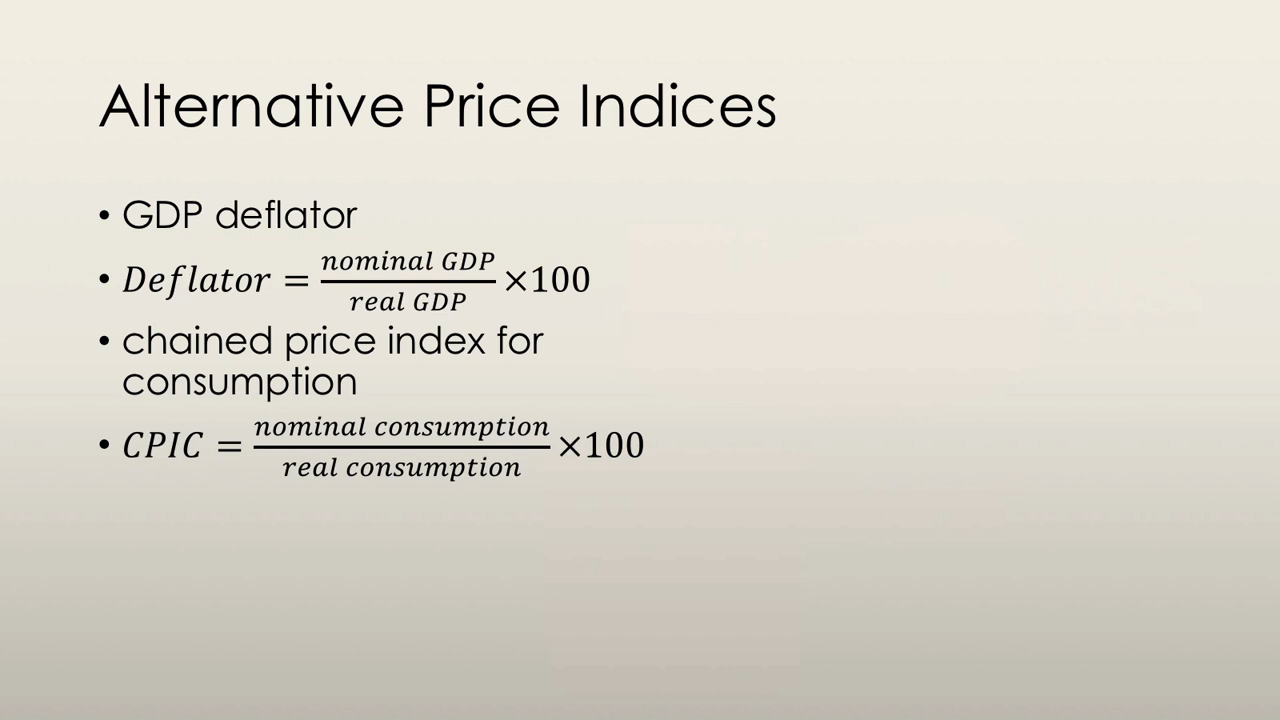 Alternative Price Indices
• GDP deflator
• Deflator = nominal GDP / real GDP ×100
• chained price index for
consumption
• CPIC = nominal consumption / real consumption ×100